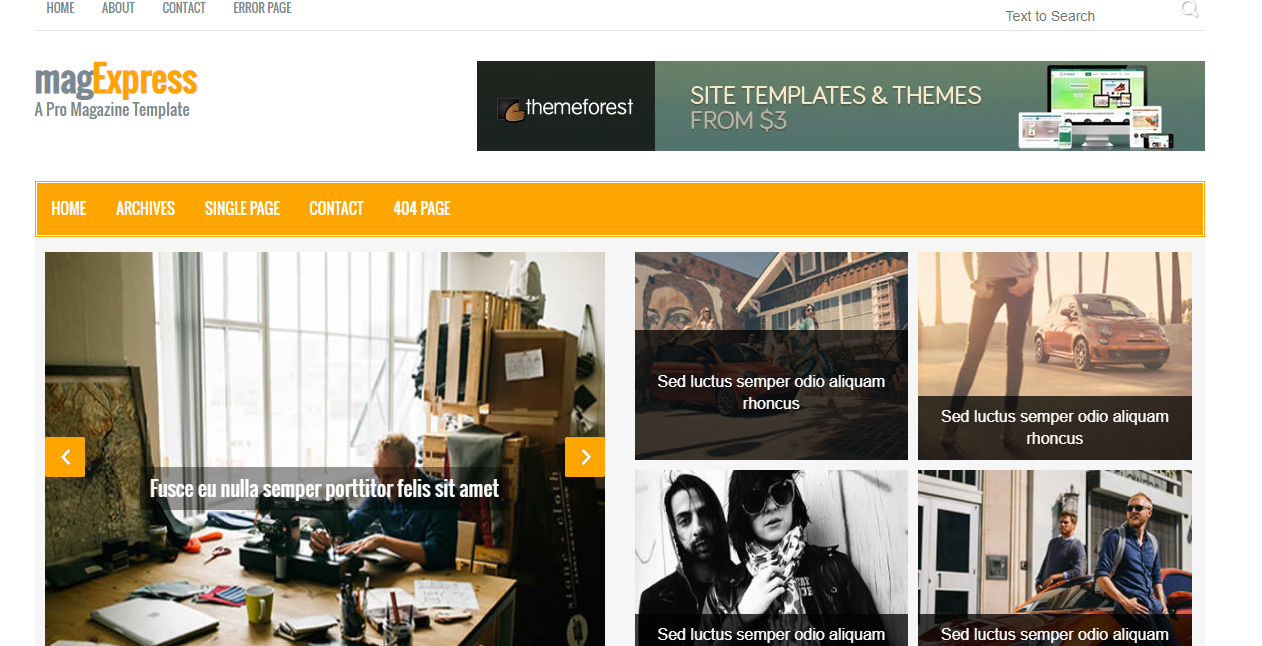 HOME ABOUT CONTACT ERROR PAGE
Text to Search
magExpress
A Pro Magazine Template
themeforest
SITE TEMPLATES & THEMES
FROM $3
HOME ARCHIVES SINGLE PAGE CONTACT 404 PAGE
Fusce eu nulla semper porttitor felis sit amet
Sed luctus semper odio aliquam
rhoncus
Sed luctus semper odio aliquam
rhoncus
Sed luctus semper odio aliquam
Sed luctus semper odio aliquam